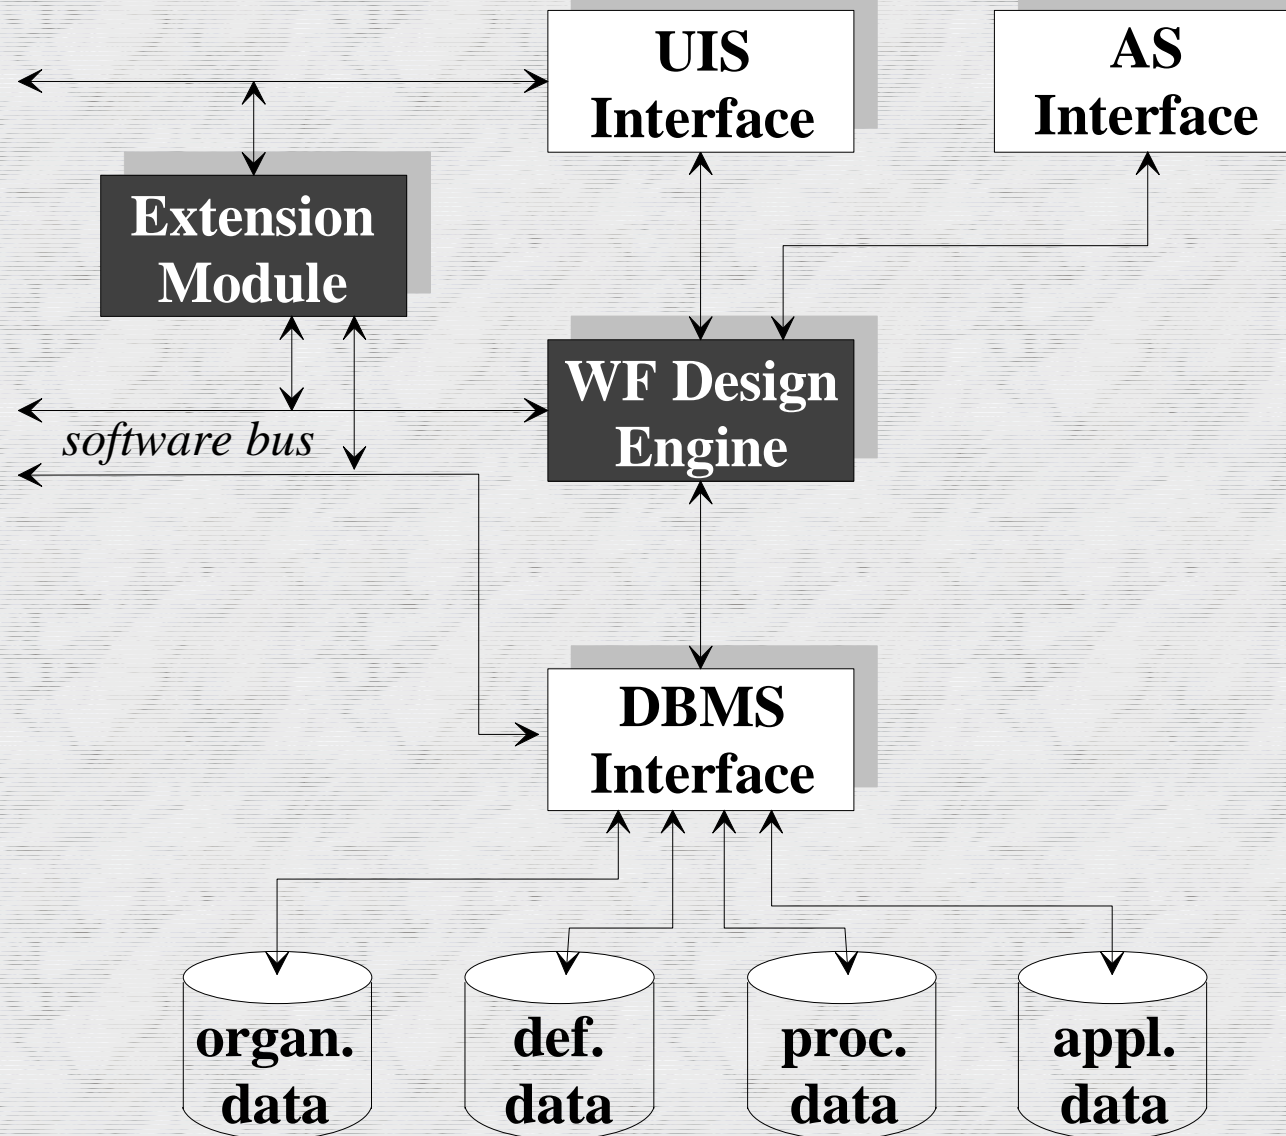 UIS
Interface
AS
Interface
Extension
Module
WF Design
Engine
software bus
DBMS
Interface
organ.
data
def.
data
proc.
data
appl.
data